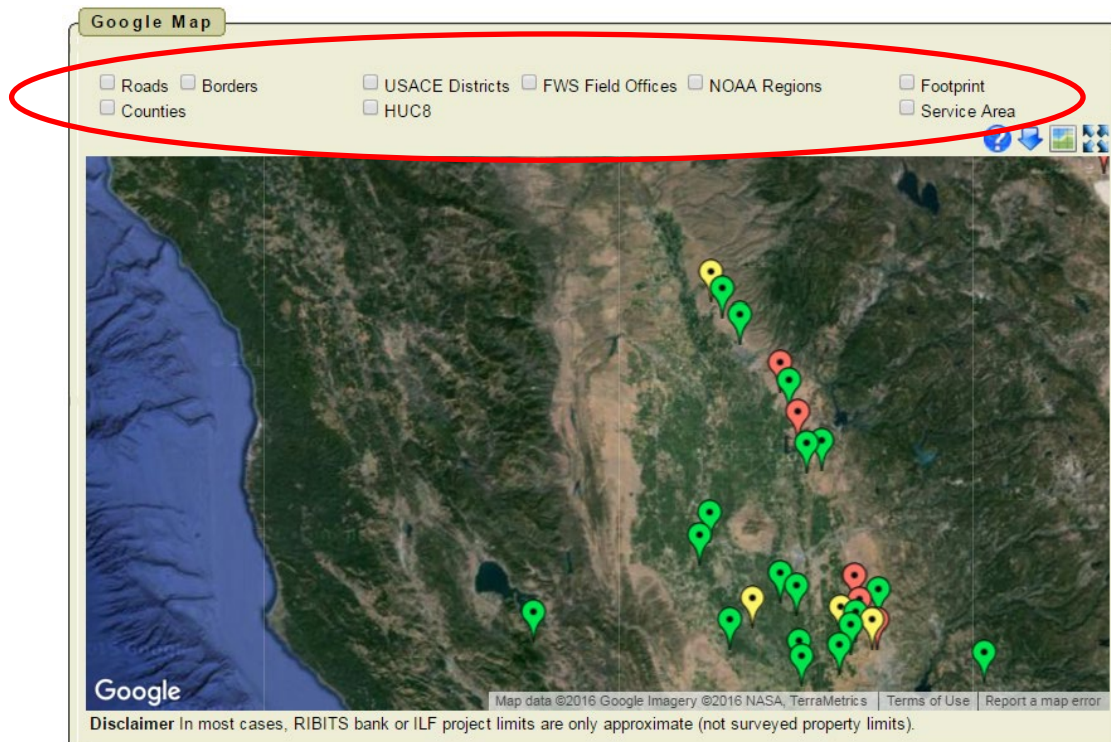 Google Map
Roads Borders USACE Districts FWS Field Offices NOAA Regions Footprint
Counties HUC8 Service Area
Google
Map data ©2016 Google Imagery ©2016 NASA, TerraMetrics Terms of Use Report a map error
Disclaimer In most cases, RIBITS bank or ILF project limits are only approximate (not surveyed property limits).